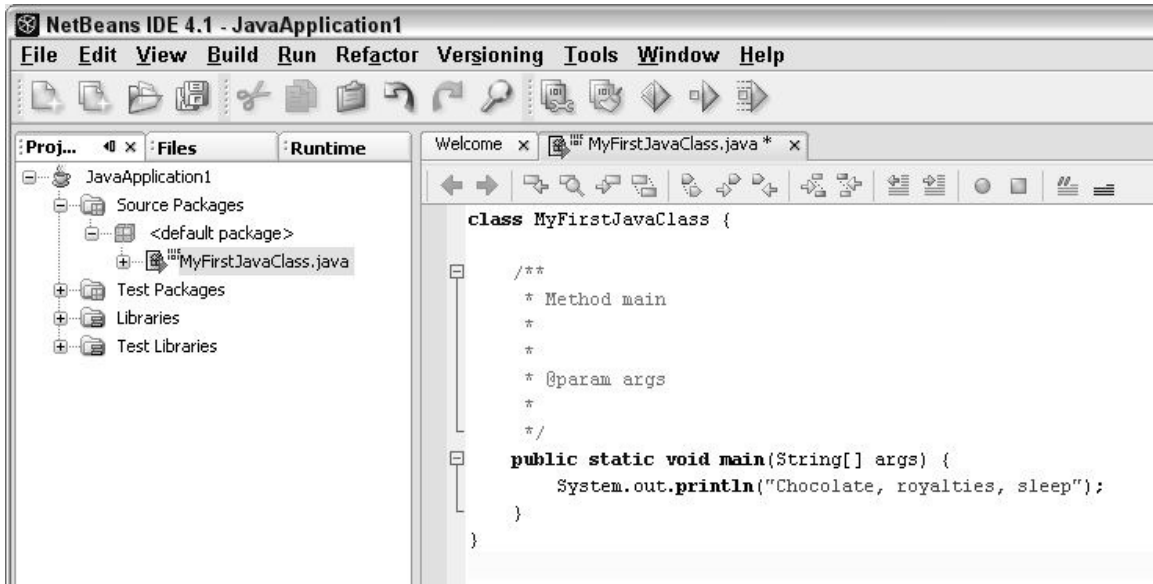 NetBeans IDE 4.1 - JavaApplication1
File Edit View Build Run Refactor Versioning Tools Window Help
Proj... Files Runtime
JavaApplication1
Source Packages
<default package>
MyFirstJavaClass.java
Test Packages
Libraries
Test Libraries
Welcome x MyFirstJavaClass.java * x
class MyFirstJavaClass {
/**
* Method main
*
*
* @param args
*
*/
public static void main(String[] args) {
System.out.println("Chocolate, royalties, sleep");
}
}